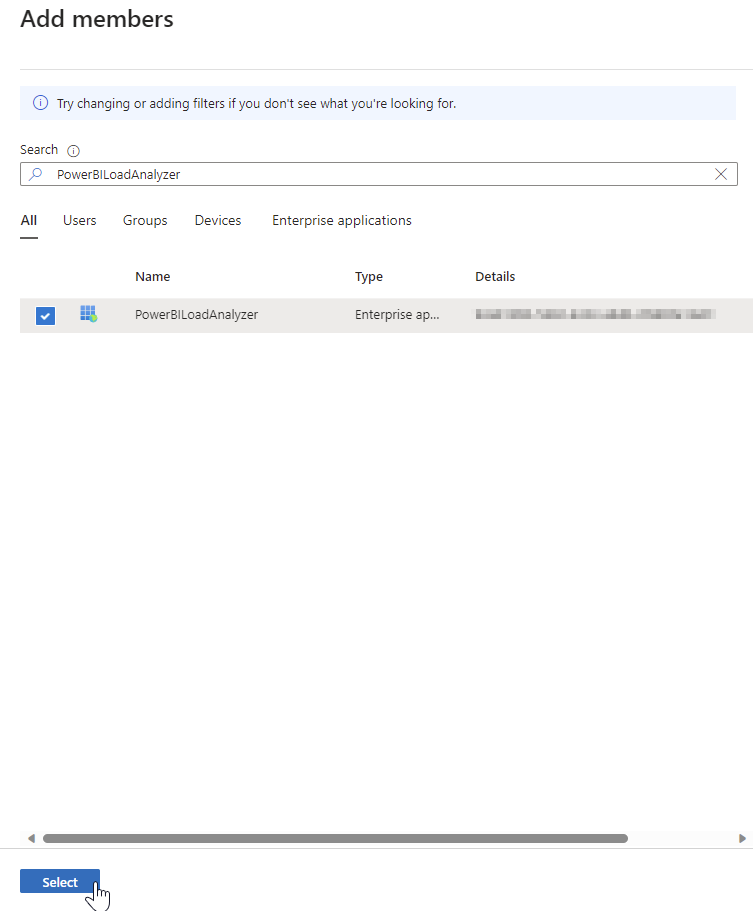 Add members
Try changing or adding filters if you don't see what you're looking for.
Search
PowerBILoadAnalyzer
All Users Groups Devices Enterprise applications
Name Type Details
PowerBILoadAnalyzer Enterprise ap...
Select